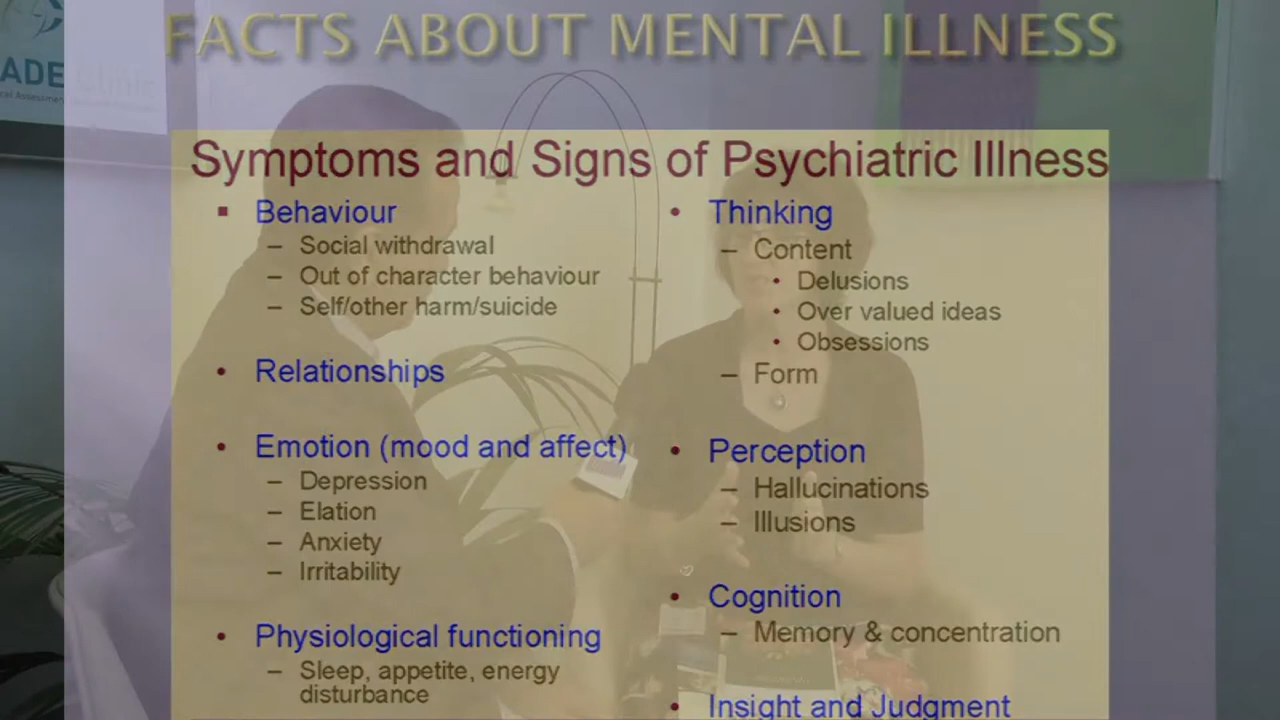 FACTS ABOUT MENTAL ILLNESS
ADE Clinic
Symptoms and Signs of Psychiatric Illness
Behaviour
– Social withdrawal
– Out of character behaviour
– Self/other harm/suicide
• Relationships
• Emotion (mood and affect)
– Depression
– Elation
– Anxiety
– Irritability
• Physiological functioning
– Sleep, appetite, energy
disturbance
• Thinking
– Content
• Delusions
• Over valued ideas
• Obsessions
– Form
• Perception
– Hallucinations
– Illusions
• Cognition
– Memory & concentration
• Insight and Judgment